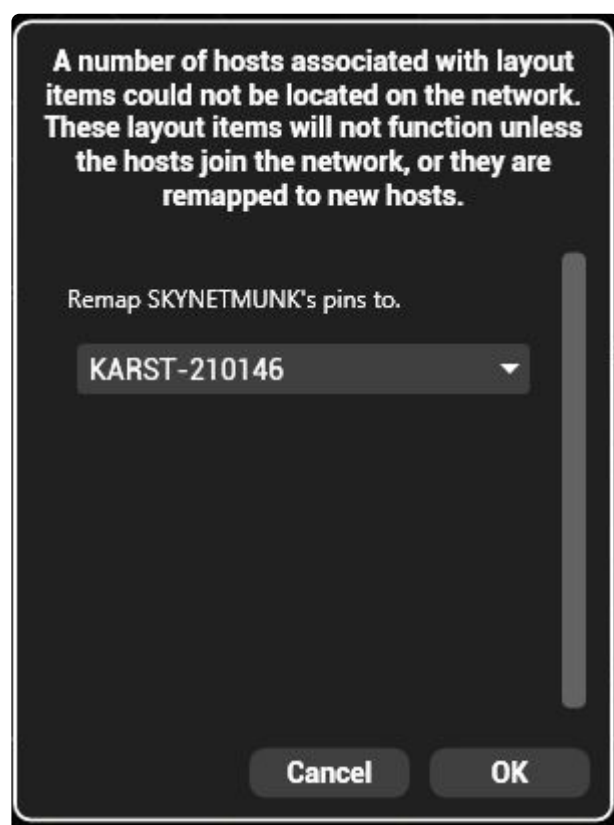 A number of hosts associated with layout
items could not be located on the network.
These layout items will not function unless
the hosts join the network, or they are
remapped to new hosts.
Remap SKYNETMUNK's pins to.
KARST-210146
Cancel
OK